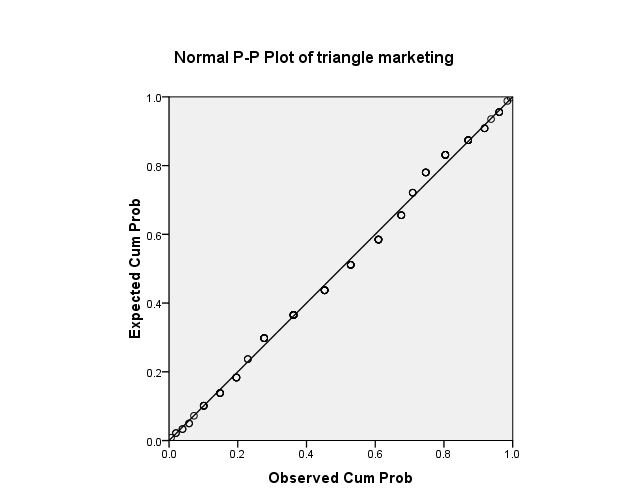 Normal P-P Plot of triangle marketing
1.0
0.8
0.6
0.4
0.2
0.0
Expected Cum Prob
0.0 0.2 0.4 0.6 0.8 1.0
Observed Cum Prob